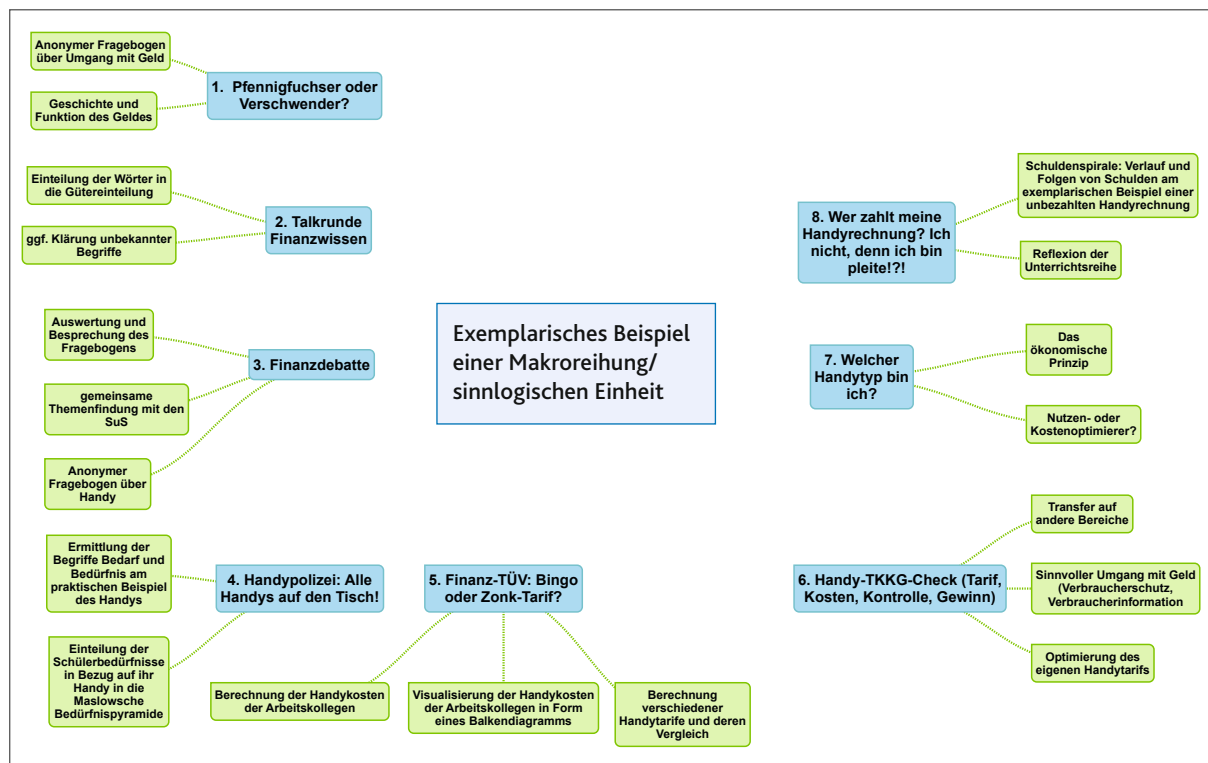 Anonymer Fragebogen
über Umgang mit Geld
1. Pfennigfuchser oder
Verschwender?
Geschichte und
Funktion des Geldes
Einteilung der Wörter in
die Gütereinteilung
2. Talkrunde
Finanzwissen
ggf. Klärung unbekannter
Begriffe
Auswertung und
Besprechung des
Fragebogens
3. Finanzdebatte
gemeinsame
Themenfindung mit den
SuS
Anonymer
Fragebogen über
Handy
Ermittlung der
Begriffe Bedarf und
Bedürfnis am
praktischen Beispiel
des Handys
4. Handypolizei: Alle
Handys auf den Tisch!
Einteilung der
Schülerbedürfnisse
in Bezug auf ihr
Handy in die
Maslowsche
Bedürfnispyramide
5. Finanz-TÜV: Bingo
oder Zonk-Tarif?
Berechnung der Handykosten
der Arbeitskollegen
Visualisierung der Handykosten
der Arbeitskollegen in Form
eines Balkendiagramms
Berechnung
verschiedener
Handytarife und deren
Vergleich
Exemplarisches Beispiel
einer Makroreihung/
sinnlogischen Einheit
Schuldenspirale: Verlauf und
Folgen von Schulden am
exemplarischen Beispiel einer
unbezahlten Handyrechnung
8. Wer zahlt meine
Handyrechnung? Ich
nicht, denn ich bin
pleite!?!
Reflexion der
Unterrichtsreihe
Das
ökonomische
Prinzip
7. Welcher
Handytyp bin
ich?
Nutzen- oder
Kostenoptimierer?
Transfer auf
andere Bereiche
6. Handy-TKKG-Check (Tarif,
Kosten, Kontrolle, Gewinn)
Sinnvoller Umgang mit Geld
(Verbraucherschutz,
Verbraucherinformation
Optimierung des
eigenen Handytarifs